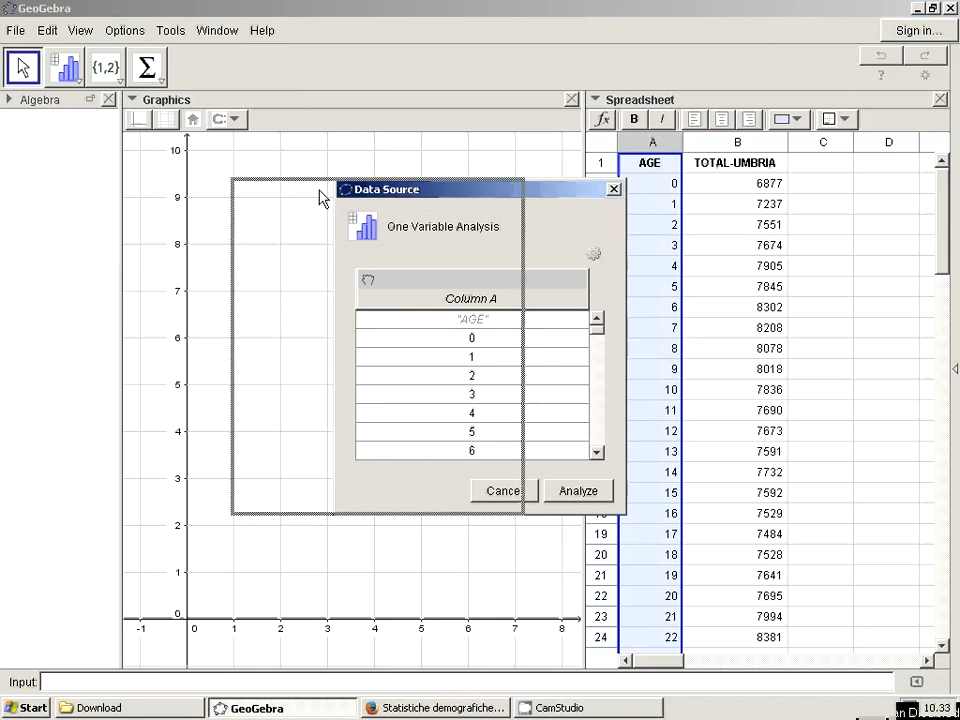 GeoGebra
File Edit View Options Tools Window Help
Sign in...
{1,2} Σ
?
Algebra
Graphics
Spreadsheet
fx B I
A B C D
1 AGE TOTAL-UMBRIA
0 6877
1 7237
2 7551
3 7674
4 7905
5 7845
6 8302
7 8208
8 8078
9 8018
10 7836
11 7690
12 7673
13 7591
14 7732
15 7592
16 7529
19 17 7484
20 18 7528
21 19 7641
22 20 7695
23 21 7994
24 22 8381
10
9
8
7
6
5
4
3
2
1
0
-1 0 1 2 3 4 5 6 7 8
Data Source
One Variable Analysis
Column A
"AGE"
0
1
2
3
4
5
6
Cance
Analyze
Input:
Start
Download
GeoGebra
Statistiche demografiche...
CamStudio
10.33